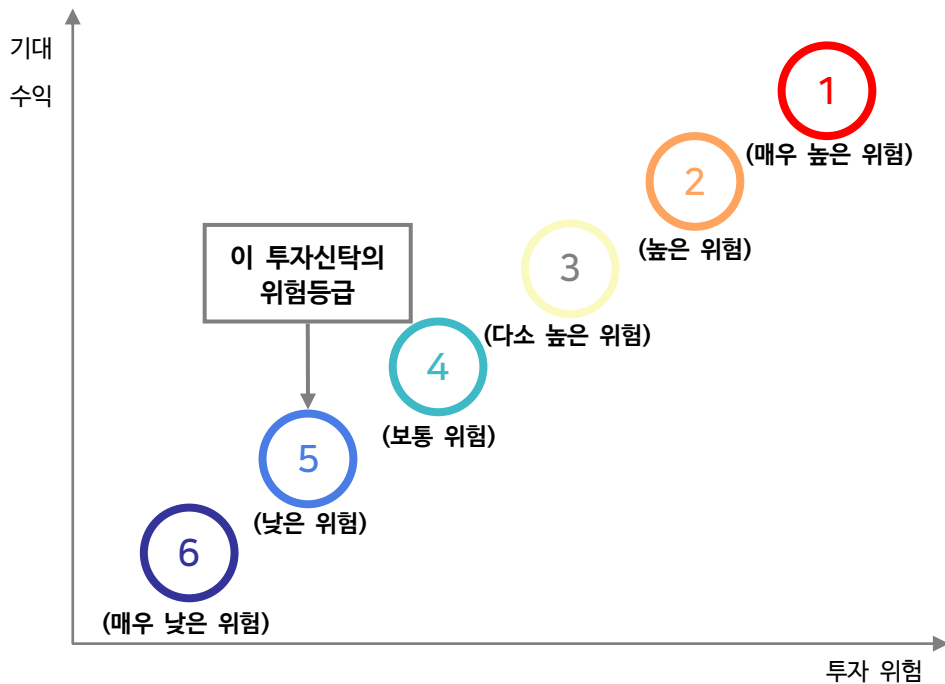 기대
수익
1
(매우 높은 위험)
2
(높은 위험)
이 투자신탁의
위험등급
3
(다소 높은 위험)
4
(보통 위험)
5
(낮은 위험)
6
(매우 낮은 위험)
투자 위험